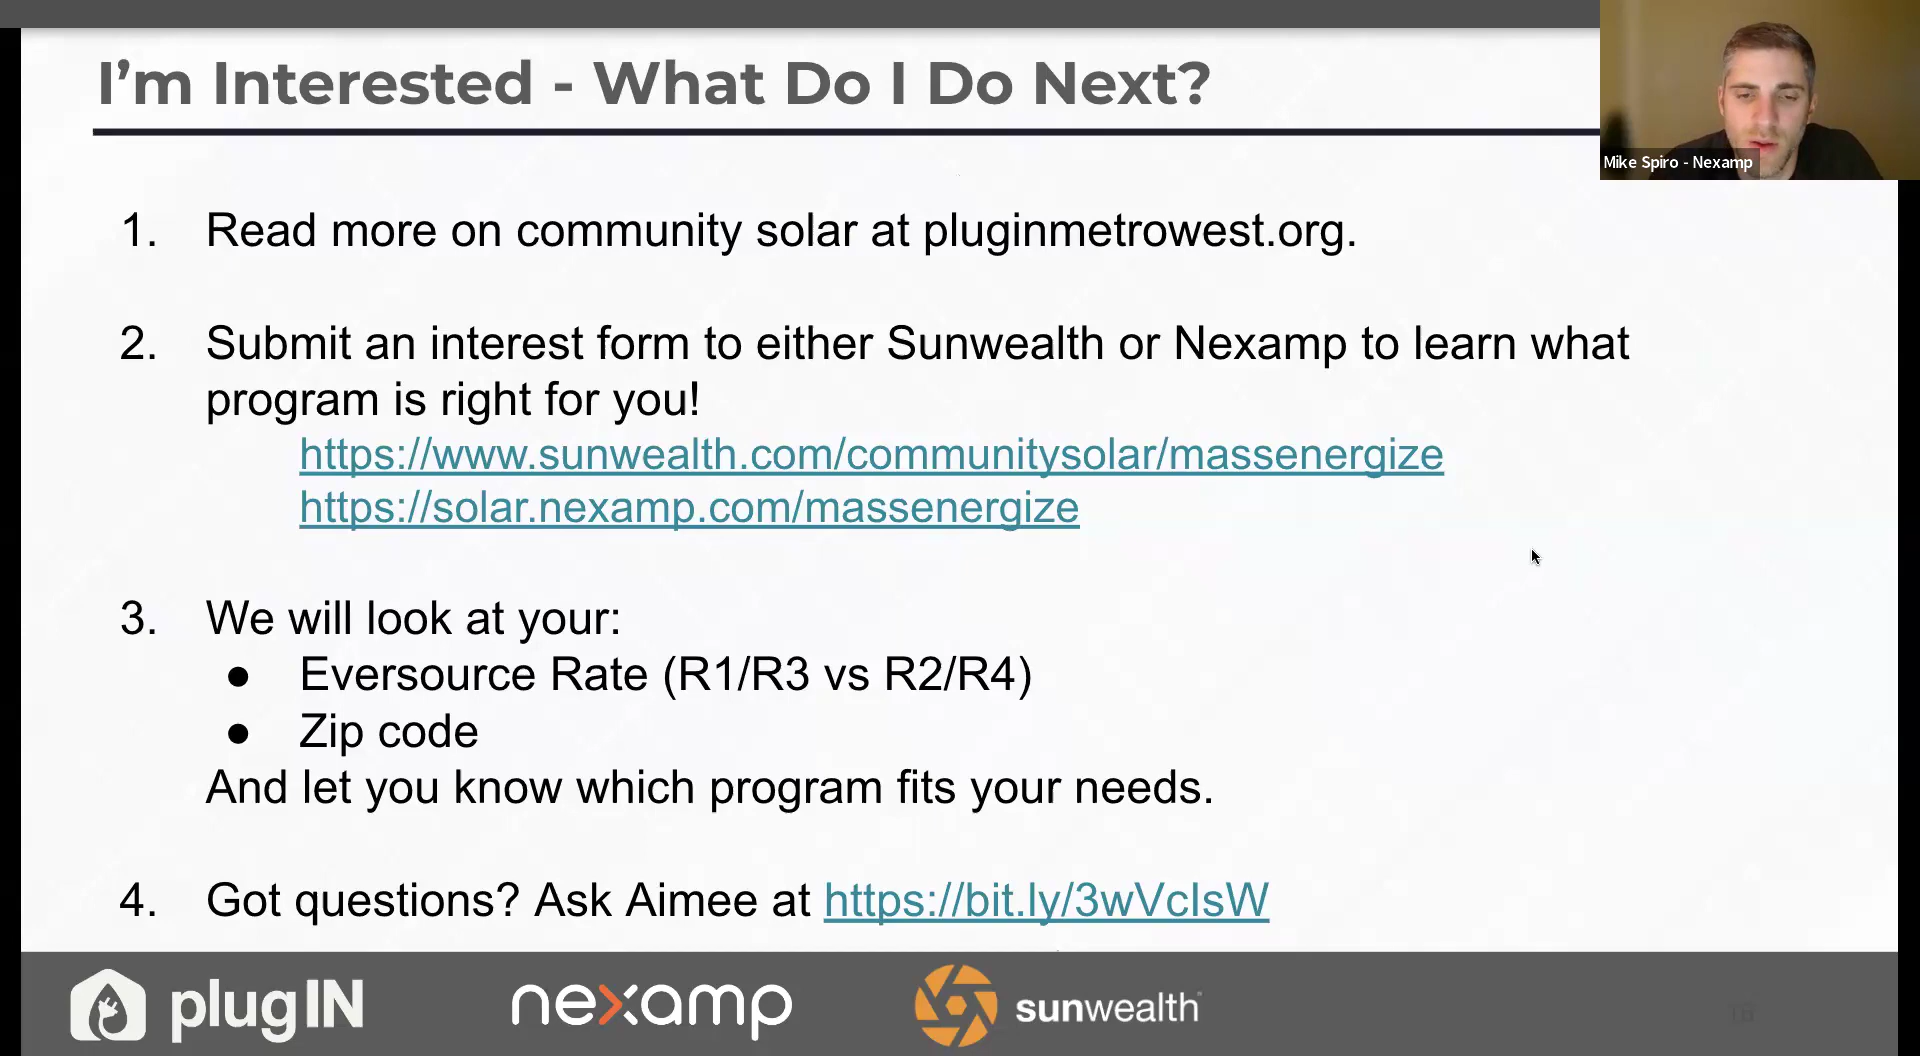 I'm Interested - What Do I Do Next?
Mike Spiro - Nexamp
1. Read more on community solar at pluginmetrowest.org.
2. Submit an interest form to either Sunwealth or Nexamp to learn what
program is right for you!
https://www.sunwealth.com/communitysolar/massenergize
https://solar.nexamp.com/massenergize
3. We will look at your:
● Eversource Rate (R1/R3 vs R2/R4)
● Zip code
And let you know which program fits your needs.
4. Got questions? Ask Aimee at https://bit.ly/3wVcIsW
plugIN
nexamp
sunwealth
16